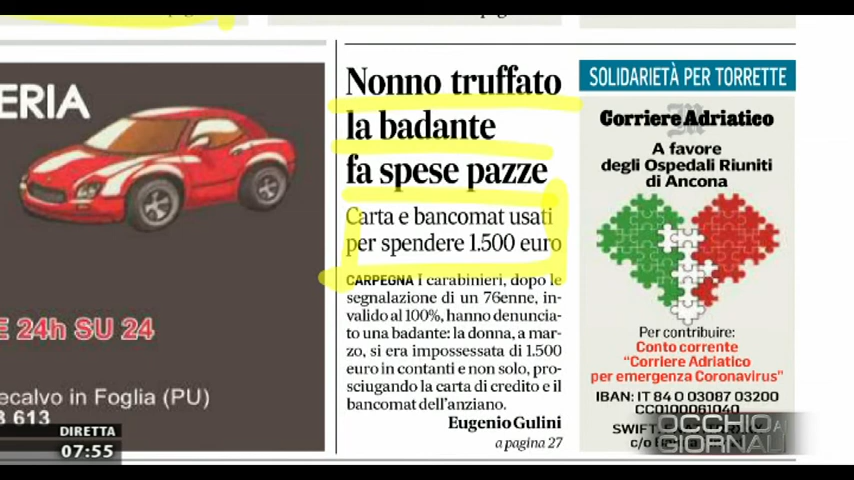 ERIA
E 24h SU 24
ecalvo in Foglia (PU)
613
DIRETTA
07:55
Nonno truffato
la badante
fa spese pazze
Carta e bancomat usati
per spendere 1.500 euro
CARPEGNA I carabinieri, dopo le
segnalazione di un 76enne, in-
valido al 100%, hanno denuncia-
to una badante: la donna, a mar-
zo, si era impossessata di 1.500
euro in contanti e non solo, pro-
sciugando la carta di credito e il
bancomat dell'anziano.
Eugenio Gulini
a pagina 27
SOLIDARIETÀ PER TORRETTE
Corriere Adriatico
A favore
degli Ospedali Riuniti
di Ancona
Per contribuire:
Conto corrente
"Corriere Adriatico
per emergenza Coronavirus"
IBAN: IT 84 O 03087 03200
CC0100061040
SWIFT:
c/o
OCCHIO AI
GIORNALI